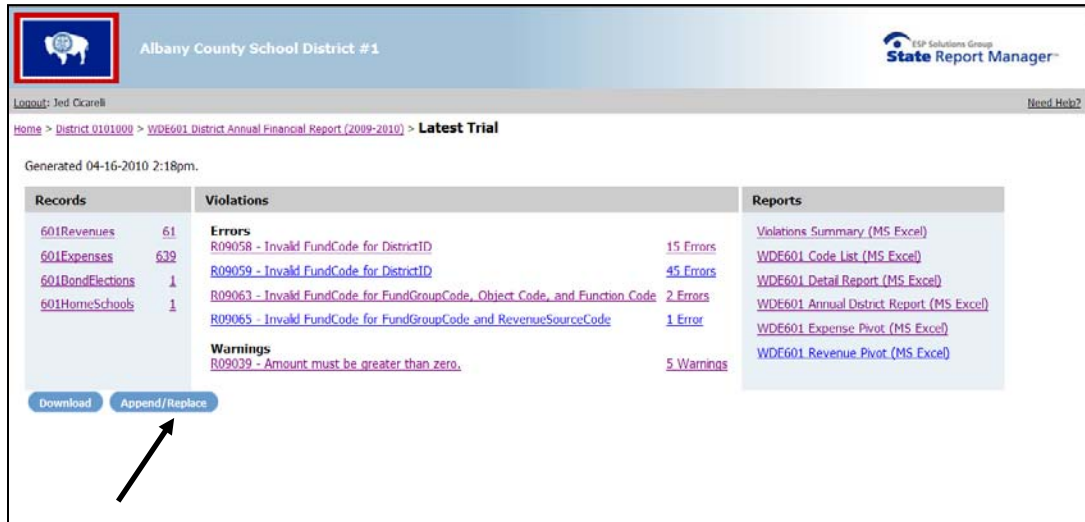 Albany County School District #1
ESP Solutions Group
State Report Manager
Logout: Jed Cicareli
Need Help?
Home > District 0101000 > WDE601 District Annual Financial Report (2009-2010) > Latest Trial
Generated 04-16-2010 2:18pm.
Records
601Revenues 61
601Expenses 639
601BondElections 1
601HomeSchools 1
Violations
Errors
R09058 - Invalid FundCode for DistrictID 15 Errors
R09059 - Invalid FundCode for DistrictID 45 Errors
R09063 - Invalid FundCode for FundGroupCode, Object Code, and Function Code 2 Errors
R09065 - Invalid FundCode for FundGroupCode and RevenueSourceCode 1 Error
Warnings
R09039 - Amount must be greater than zero. 5 Warnings
Reports
Violations Summary (MS Excel)
WDE601 Code List (MS Excel)
WDE601 Detail Report (MS Excel)
WDE601 Annual District Report (MS Excel)
WDE601 Expense Pivot (MS Excel)
WDE601 Revenue Pivot (MS Excel)
Download
Append/Replace